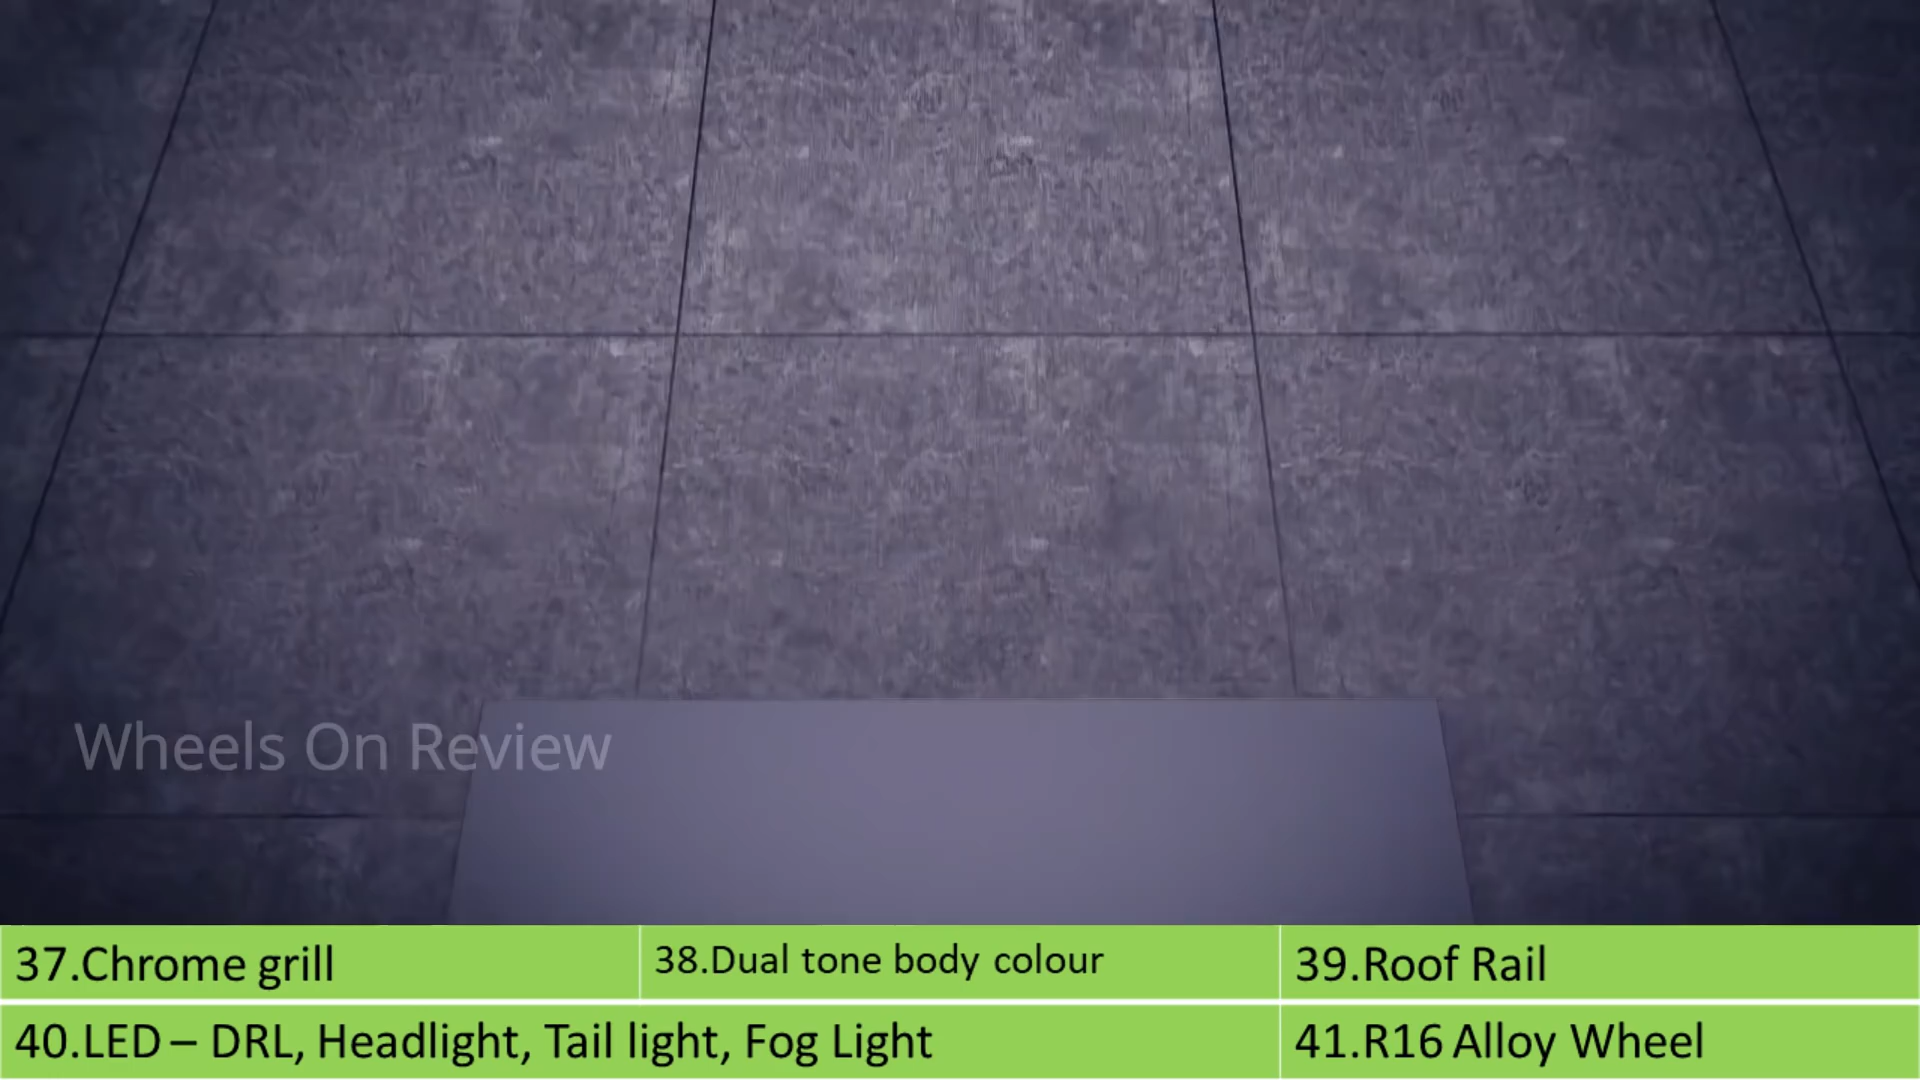 Wheels On Review
37.Chrome grill
38.Dual tone body colour
39.Roof Rail
40.LED – DRL, Headlight, Tail light, Fog Light
41.R16 Alloy Wheel